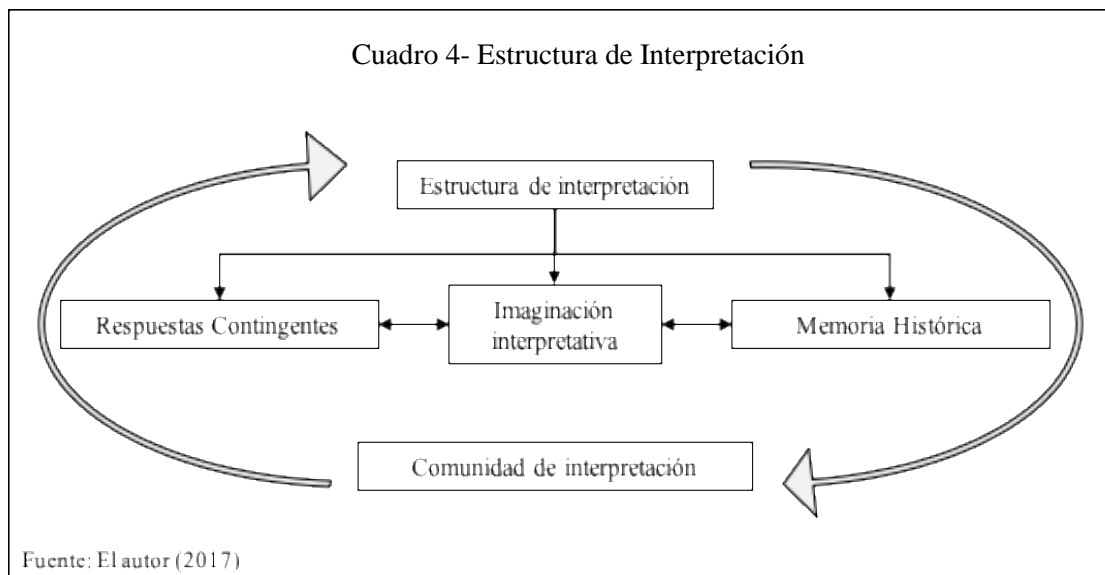 Cuadro 4- Estructura de Interpretación
Estructura de interpretación
Respuestas Contingentes
Imaginación
interpretativa
Memoria Histórica
Comunidad de interpretación
Fuente: El autor (2017)